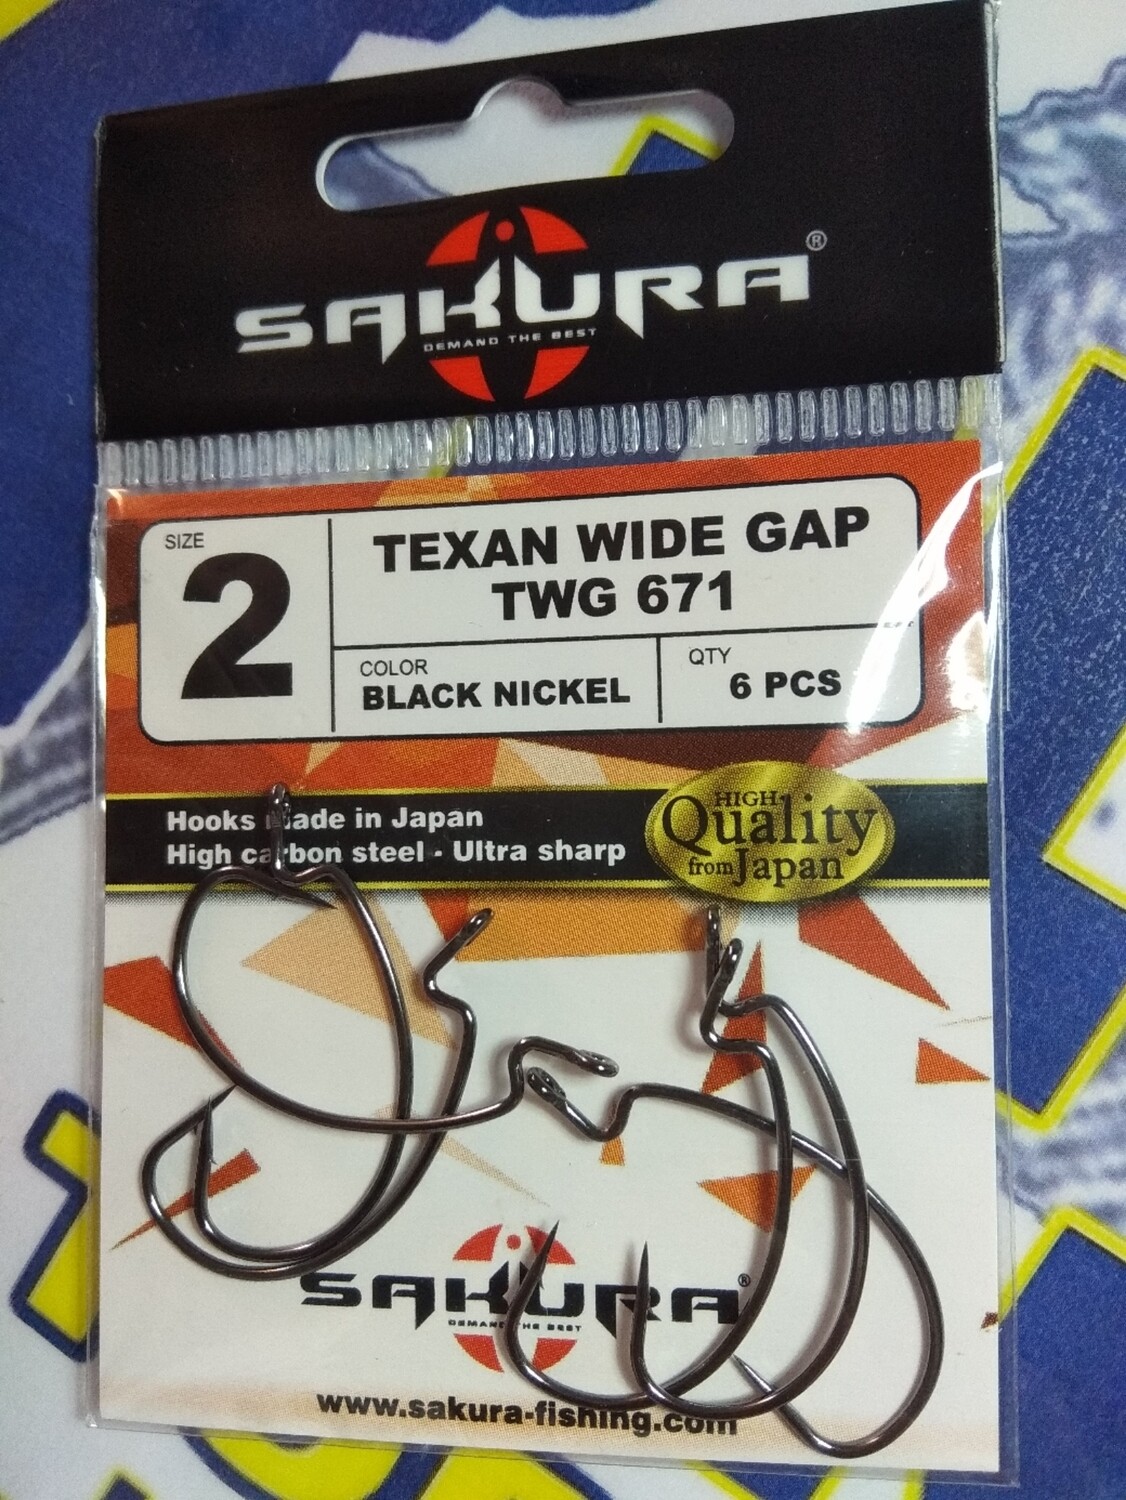 SAKURA®
DEMAND THE BEST
SIZE
2
TEXAN WIDE GAP
TWG 671
COLOR
BLACK NICKEL
QTY
6 PCS
Hooks made in Japan
High carbon steel - Ultra sharp
HIGH
Quality
from Japan
SAKURA®
DEMAND THE BEST
www.sakura-fishing.com